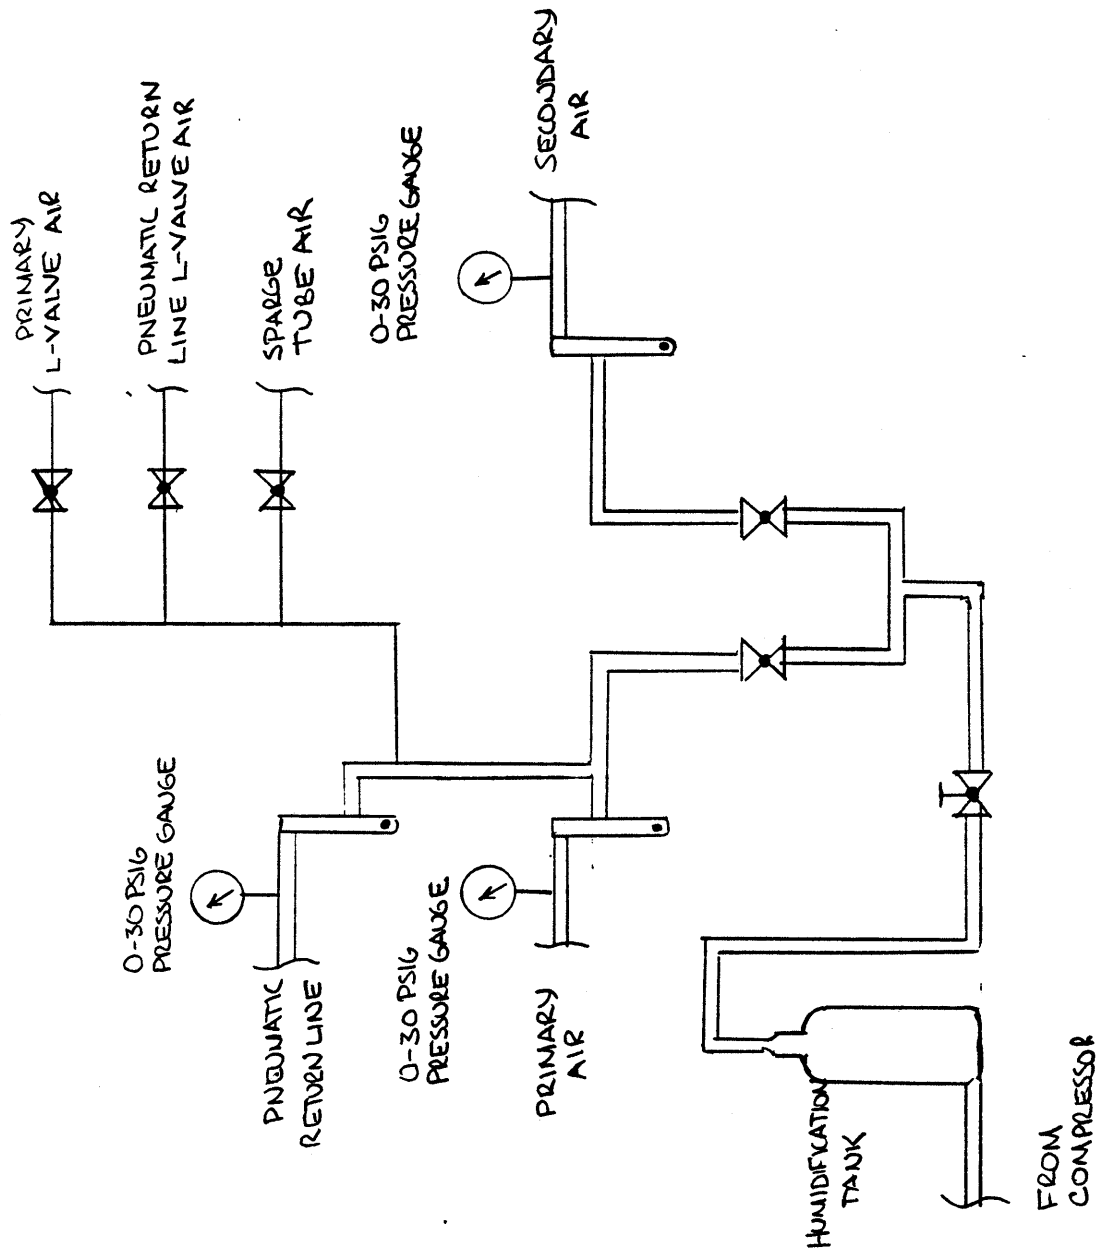 PRIMARY
L-VALVE AIR
PNEUMATIC RETURN
LINE L-VALVE AIR
SPARGE
TUBE AIR
0-30 PSIG
PRESSURE GAUGE
SECONDARY
AIR
0-30 PSIG
PRESSURE GAUGE
PNEUMATIC
RETURN LINE
0-30 PSIG
PRESSURE GAUGE
PRIMARY
AIR
HUMIDIFICATION
TANK
FROM
COMPRESSOR